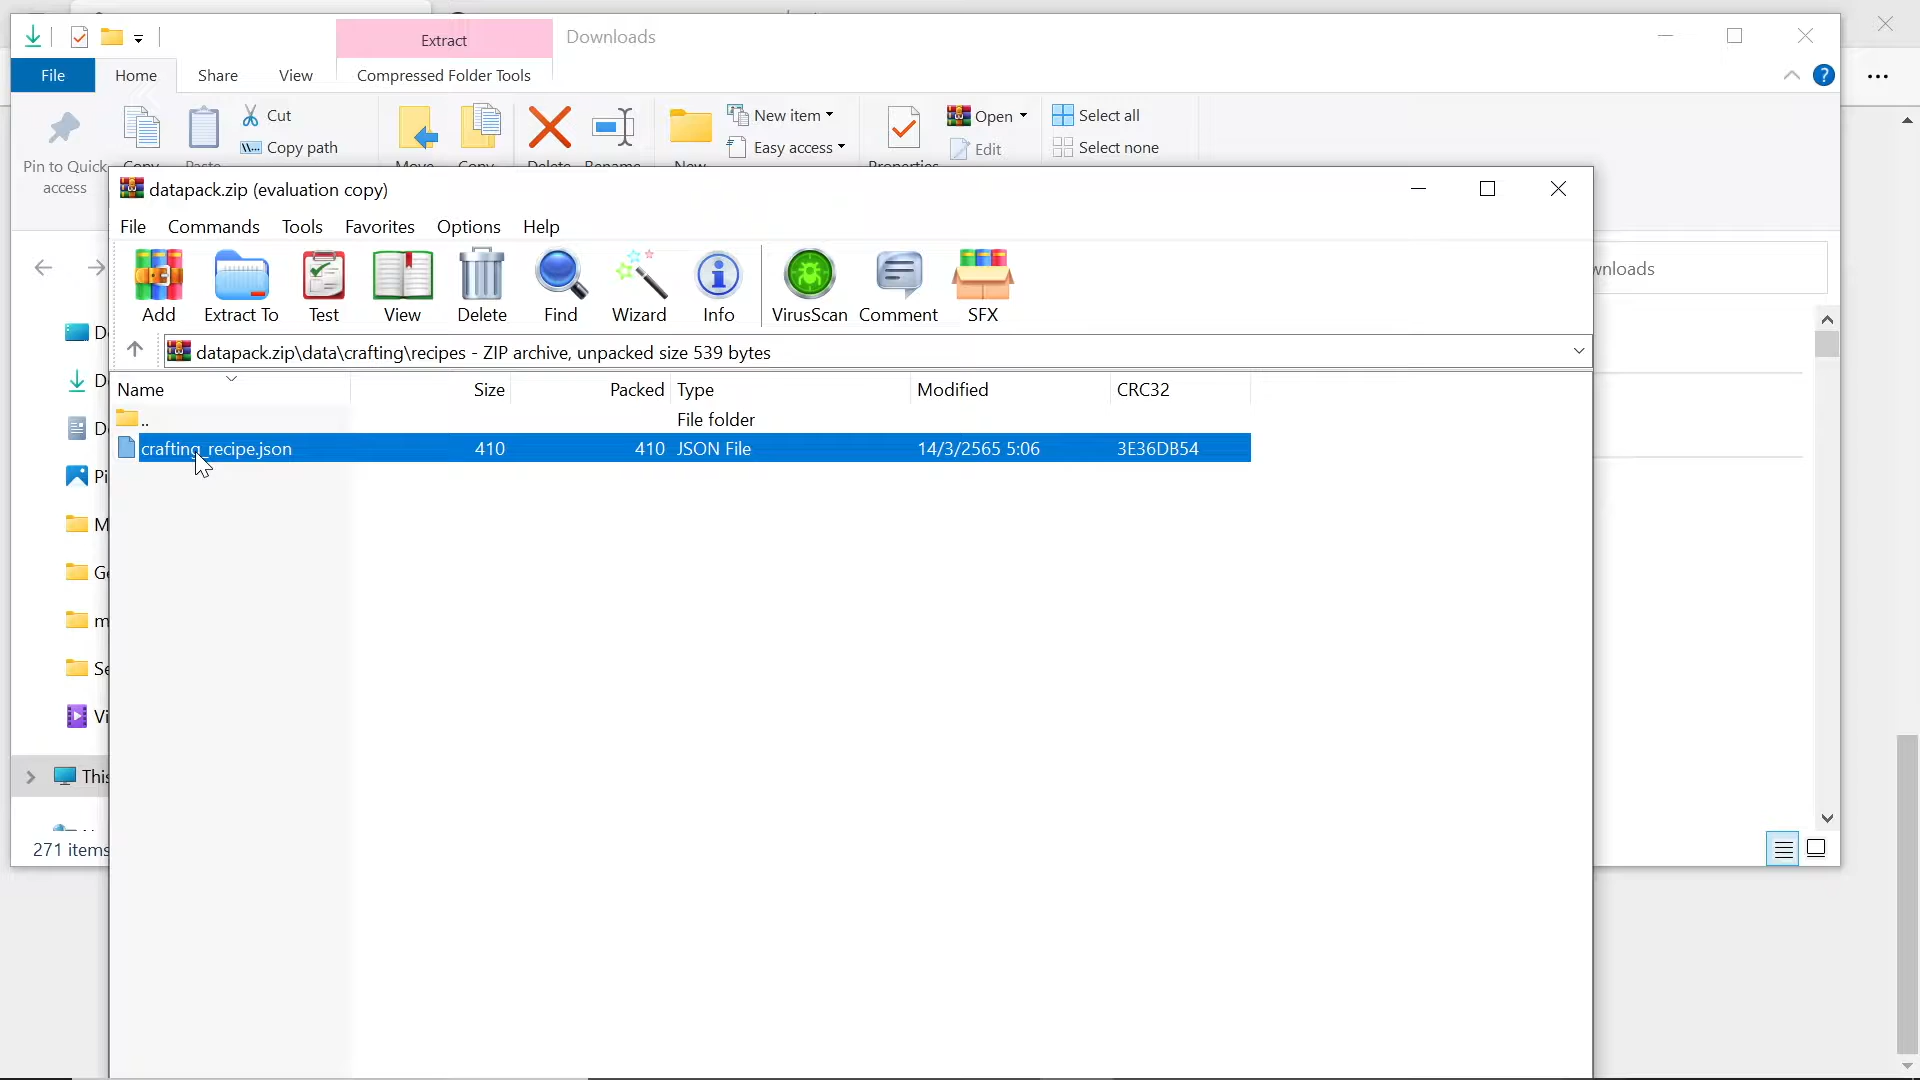 Extract
Downloads
File
Home
Share
View
Compressed Folder Tools
Cut
Copy path
New item
Easy access
Open
Edit
Select all
Select none
Pin to Quick
access
datapack.zip (evaluation copy)
File Commands Tools Favorites Options Help
Add
Extract To
Test
View
Delete
Find
Wizard
Info
VirusScan
Comment
SFX
datapack.zip\data\crafting\recipes - ZIP archive, unpacked size 539 bytes
wnloads
Name Size Packed Type Modified CRC32
.. File folder
crafting_recipe.json 410 410 JSON File 14/3/2565 5:06 3E36DB54
This
271 items